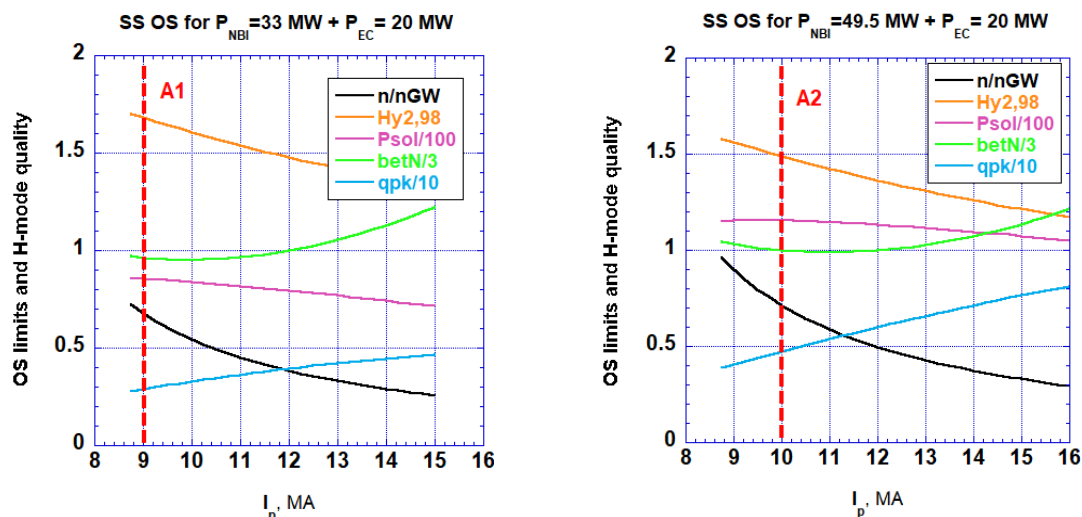 SS OS for PNBI=33 MW + PEC= 20 MW
OS limits and H-mode quality
2
1.5
1
0.5
0
A1
n/nGW
Hy2,98
Psol/100
betN/3
qpk/10
8 9 10 11 12 13 14 15 16
Ip, MA
SS OS for PNBI=49.5 MW + PEC= 20 MW
OS limits and H-mode quality
2
1.5
1
0.5
0
A2
n/nGW
Hy2,98
Psol/100
betN/3
qpk/10
8 9 10 11 12 13 14 15 16
Ip, MA